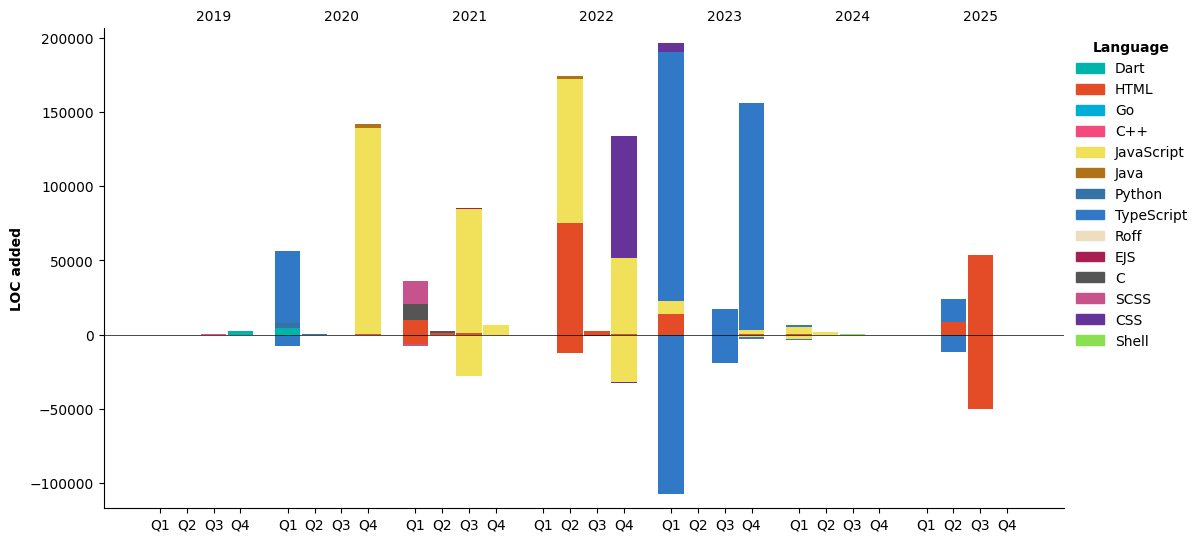 2019 2020 2021 2022 2023 2024 2025
LOC added
200000
150000
100000
50000
0
−50000
−100000
Q1 Q2 Q3 Q4 Q1 Q2 Q3 Q4 Q1 Q2 Q3 Q4 Q1 Q2 Q3 Q4 Q1 Q2 Q3 Q4 Q1 Q2 Q3 Q4 Q1 Q2 Q3 Q4
Language
Dart
HTML
Go
C++
JavaScript
Java
Python
TypeScript
Roff
EJS
C
SCSS
CSS
Shell